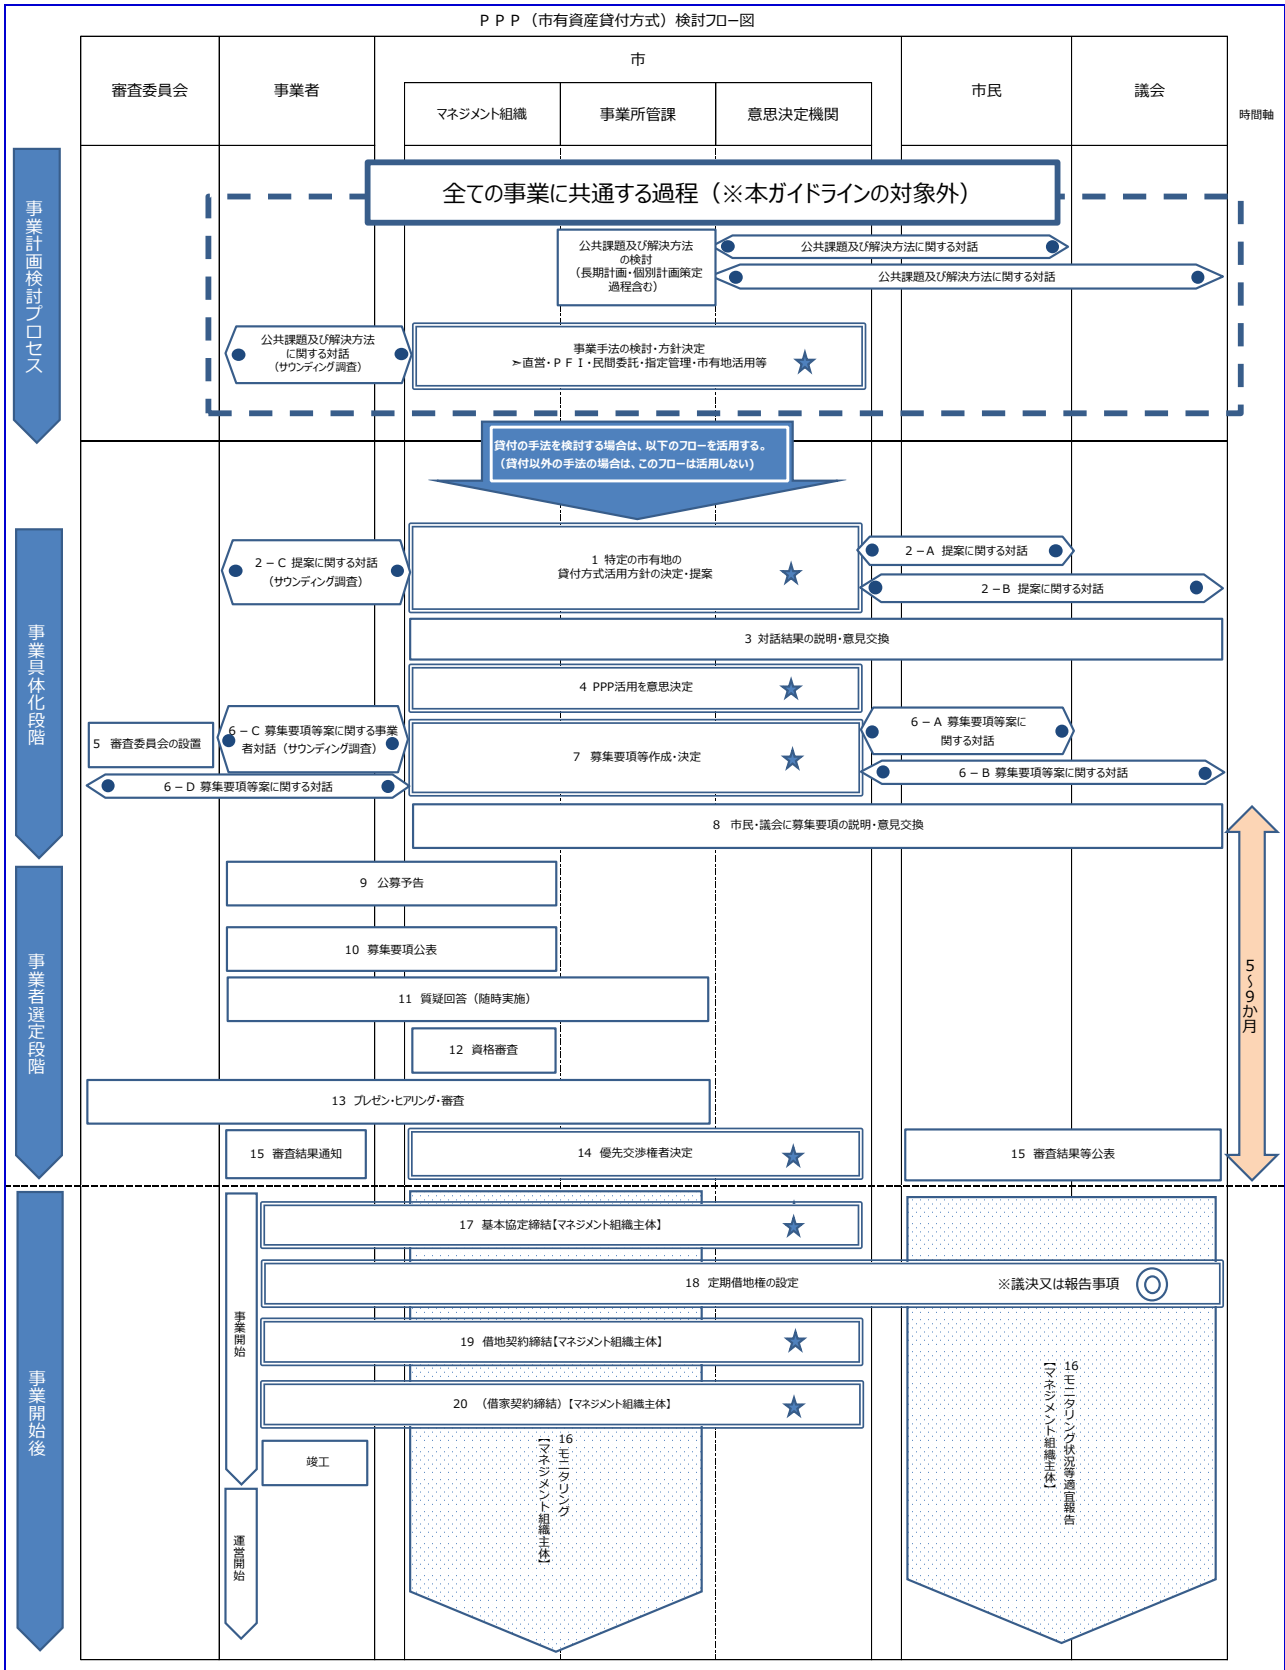 ＰＰＰ（市有資産貸付方式）検討フロー図
審査委員会
事業者
市
マネジメント組織
事業所管課
意思決定機関
市民
議会
時間軸
事業計画検討プロセス
全ての事業に共通する過程（※本ガイドラインの対象外）
公共課題及び解決方法
の検討
（長期計画・個別計画策定
過程含む）
公共課題及び解決方法に関する対話
公共課題及び解決方法に関する対話
公共課題及び解決方法
に関する対話
（サウンディング調査）
事業手法の検討・方針決定
➣直営・ＰＦＩ・民間委託・指定管理・市有地活用等
貸付の手法を検討する場合は、以下のフローを活用する。
（貸付以外の手法の場合は、このフローは活用しない）
事業具体化段階
2－C 提案に関する対話
（サウンディング調査）
1 特定の市有地の
貸付方式活用方針の決定・提案
2－A 提案に関する対話
2－B 提案に関する対話
3 対話結果の説明・意見交換
4 PPP活用を意思決定
5 審査委員会の設置
6－C 募集要項等案に関する事業
者対話（サウンディング調査）
7 募集要項等作成・決定
6－A 募集要項等案に
関する対話
6－B 募集要項等案に関する対話
6－D 募集要項等案に関する対話
8 市民・議会に募集要項の説明・意見交換
事業者選定段階
9 公募予告
10 募集要項公表
11 質疑回答（随時実施）
12 資格審査
13 プレゼン・ヒアリング・審査
15 審査結果通知
14 優先交渉権者決定
15 審査結果等公表
5～9か月
事業開始後
事業開始
17 基本協定締結【マネジメント組織主体】
18 定期借地権の設定
※議決又は報告事項
19 借地契約締結【マネジメント組織主体】
20 （借家契約締結）【マネジメント組織主体】
竣工
運営開始
16 モニタリング
【マネジメント組織主体】
16 モニタリング状況等適宜報告
【マネジメント組織主体】